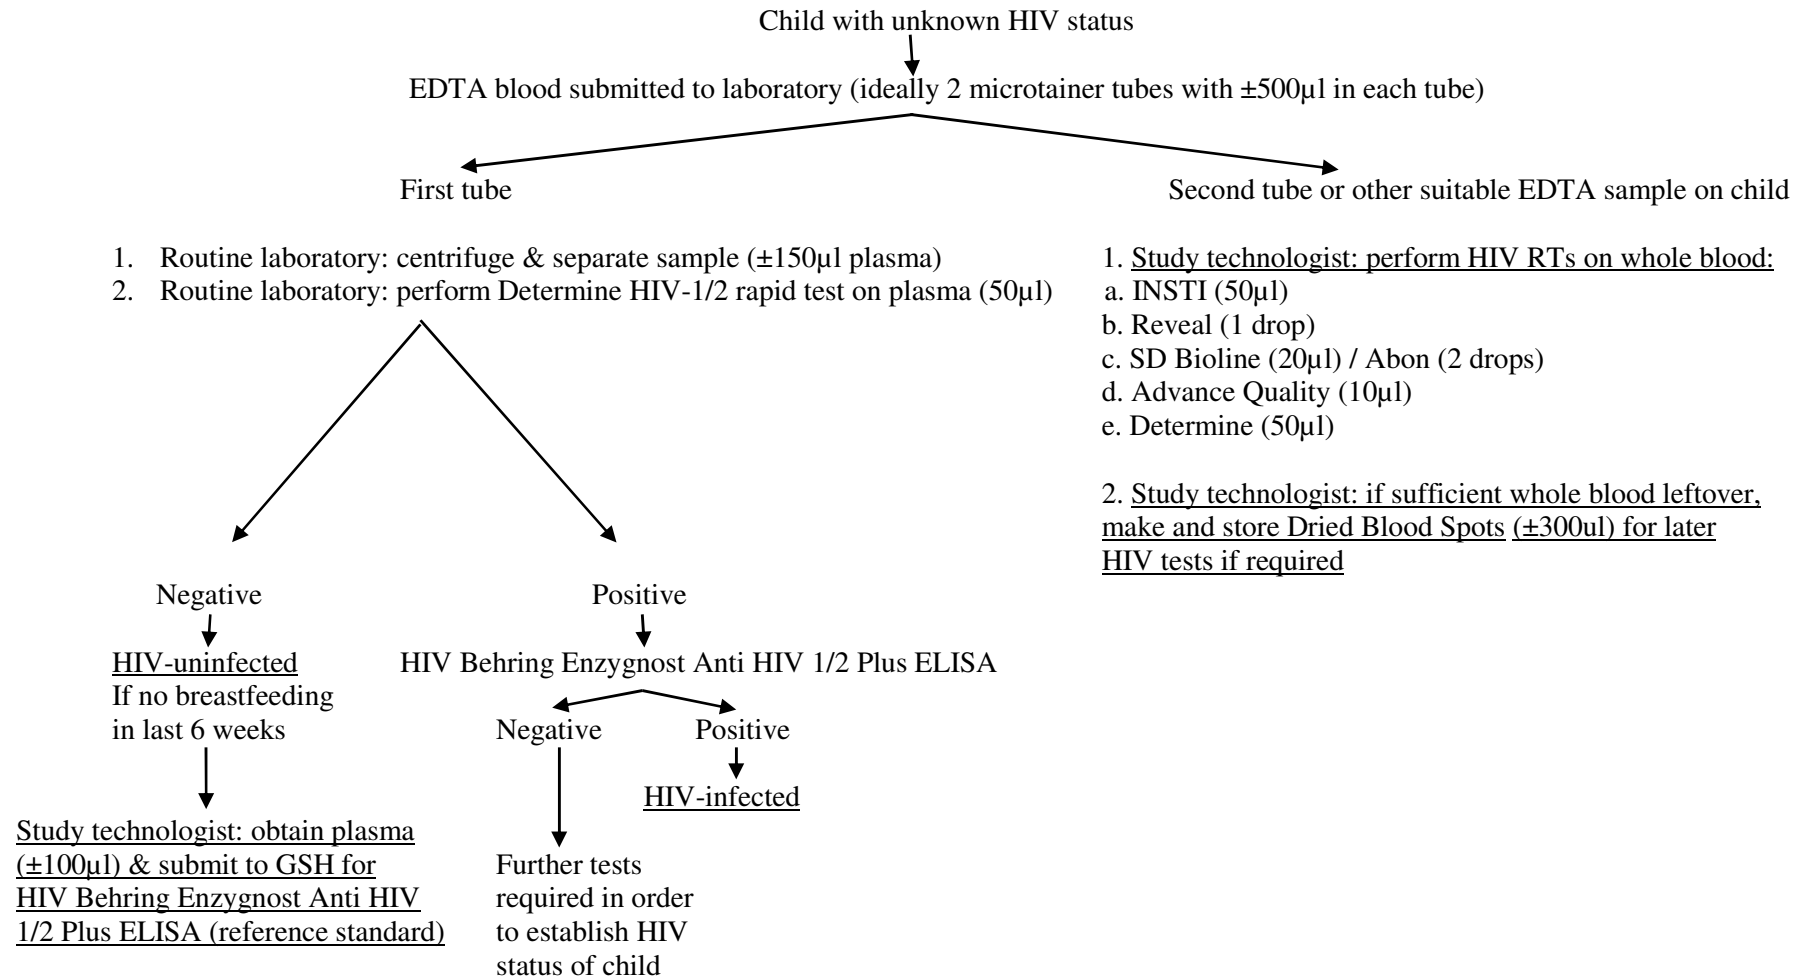 Child with unknown HIV status
EDTA blood submitted to laboratory (ideally 2 microtainer tubes with ±500µl in each tube)
First tube
1. Routine laboratory: centrifuge & separate sample (±150µl plasma)
2. Routine laboratory: perform Determine HIV-1/2 rapid test on plasma (50µl)
Second tube or other suitable EDTA sample on child
1. Study technologist: perform HIV RTs on whole blood:
a. INSTI (50µl)
b. Reveal (1 drop)
c. SD Bioline (20µl) / Abon (2 drops)
d. Advance Quality (10µl)
e. Determine (50µl)
2. Study technologist: if sufficient whole blood leftover,
make and store Dried Blood Spots (±300ul) for later
HIV tests if required
Negative
HIV-uninfected
If no breastfeeding
in last 6 weeks
Study technologist: obtain plasma
(±100µl) & submit to GSH for
HIV Behring Enzygnost Anti HIV
1/2 Plus ELISA (reference standard)
Positive
HIV Behring Enzygnost Anti HIV 1/2 Plus ELISA
Negative
Further tests
required in order
to establish HIV
status of child
Positive
HIV-infected